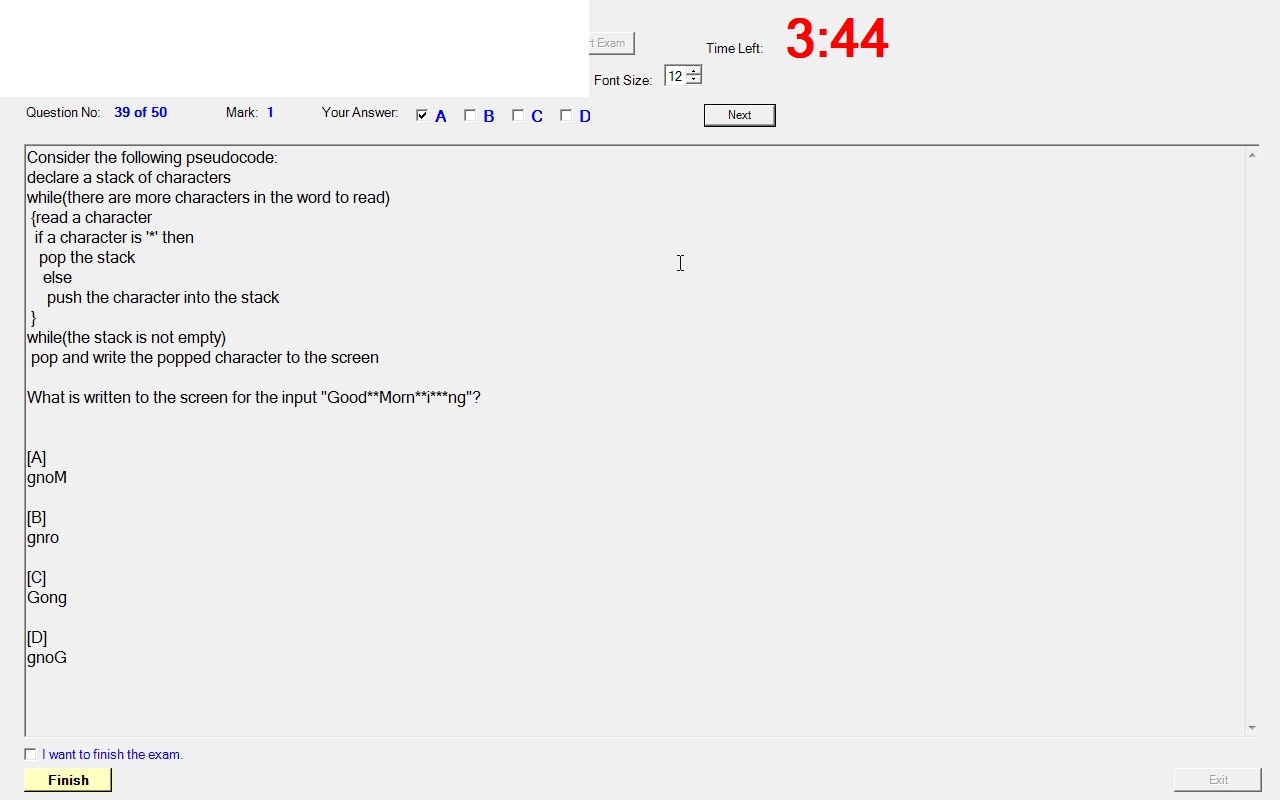 t Exam
Time Left: 3:44
Font Size: 12
Question No: 39 of 50 Mark: 1 Your Answer: A B C D Next
Consider the following pseudocode:
declare a stack of characters
while(there are more characters in the word to read)
{read a character
if a character is '*' then
pop the stack
else
push the character into the stack
}
while(the stack is not empty)
pop and write the popped character to the screen
What is written to the screen for the input "Good**Morn**i***ng"?
[A]
gnoM
[B]
gnro
[C]
Gong
[D]
gnoG
I want to finish the exam.
Finish Exit